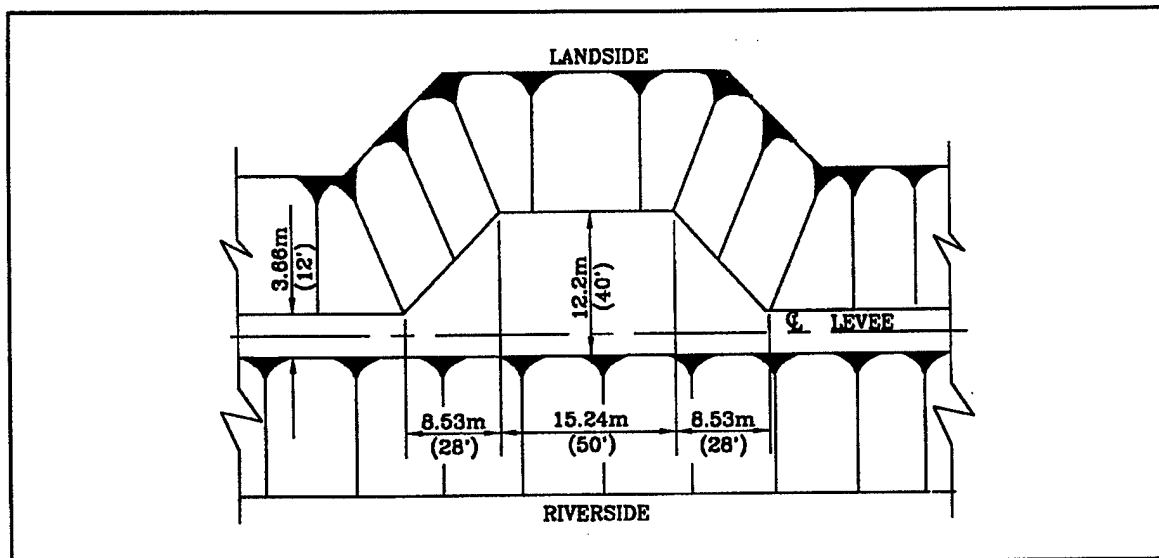 LANDSIDE
3.66m
(12')
12.2m
(40')
℄ LEVEE
8.53m
(28')
15.24m
(50')
8.53m
(28')
RIVERSIDE